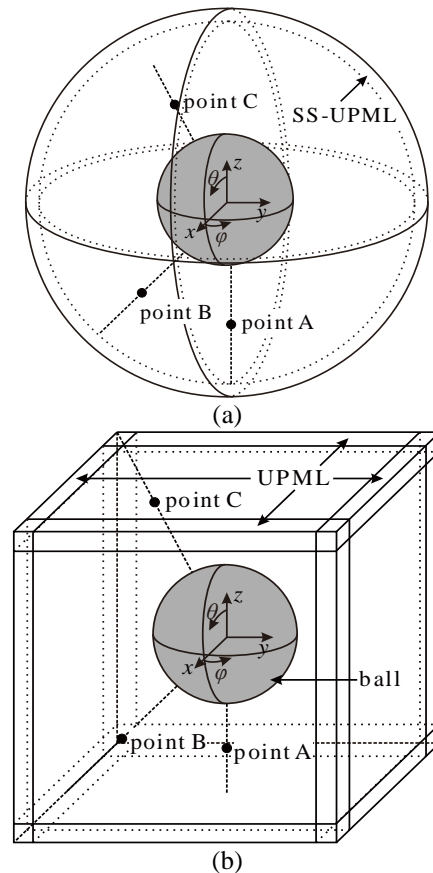 point C
SS-UPML
z
θ
y
x
φ
point B
point A
(a)
UPML
point C
z
θ
y
x
φ
ball
point B
point A
(b)